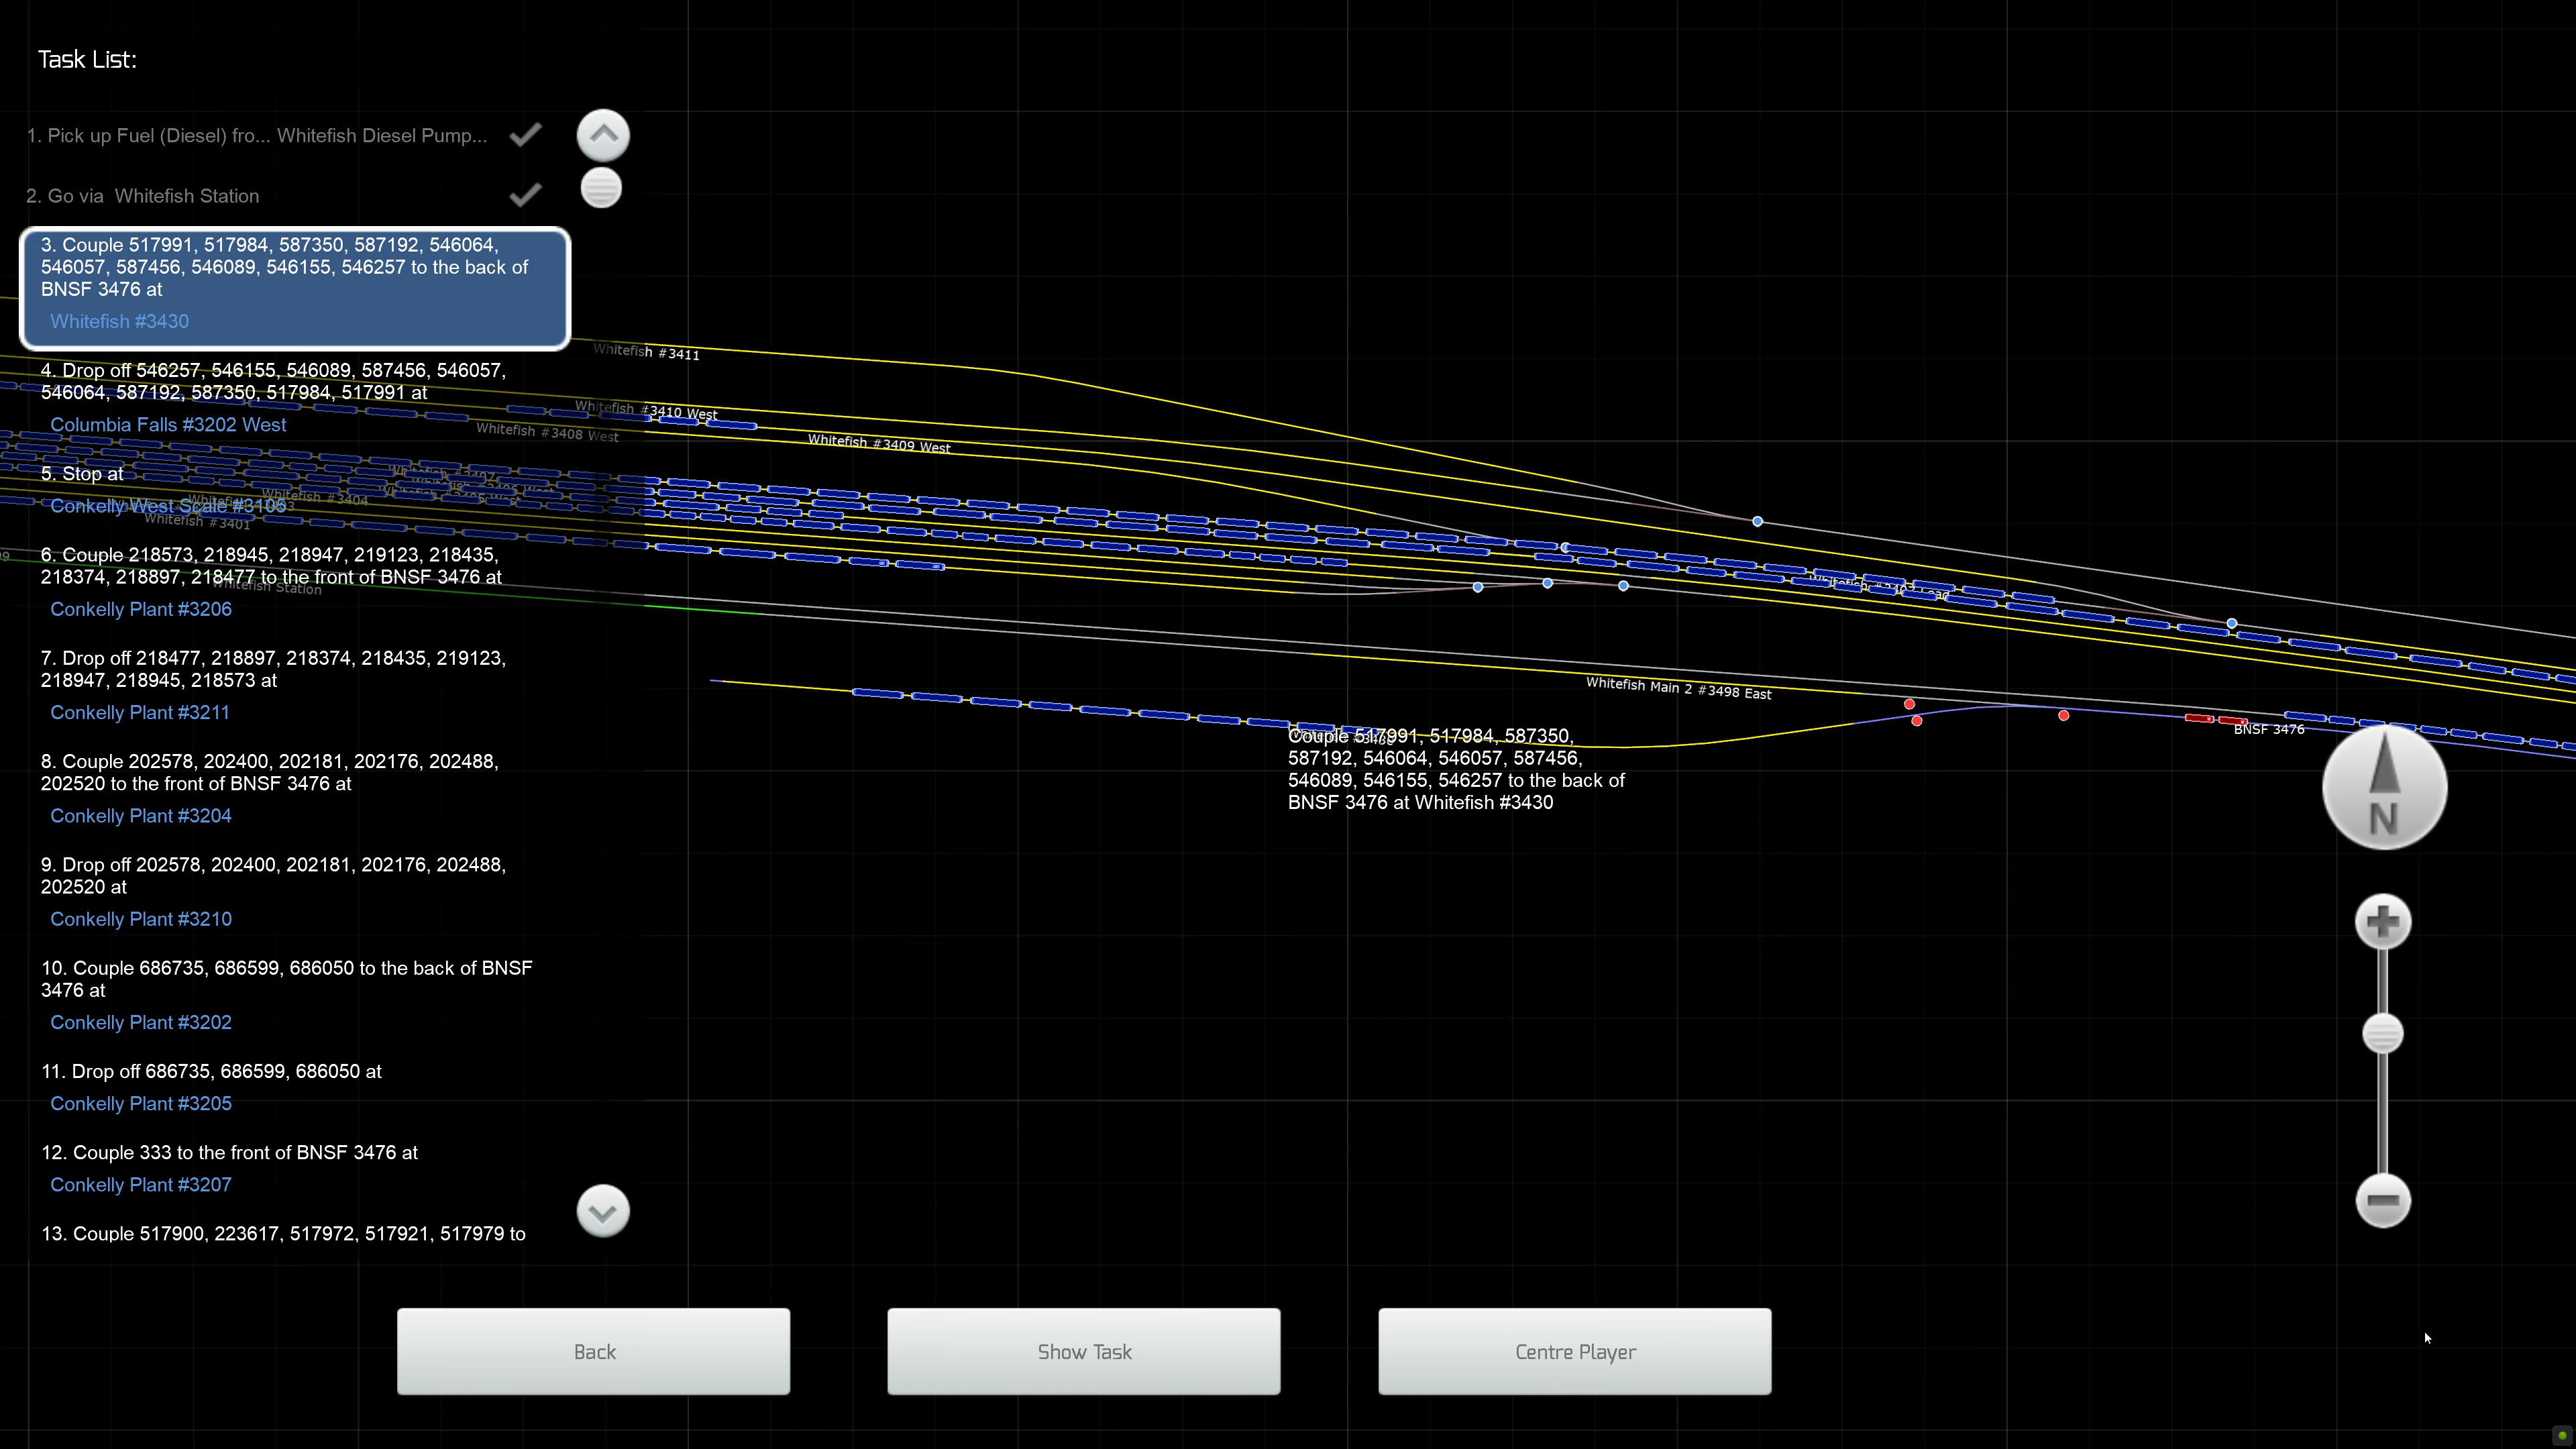 Task List:
1. Pick up Fuel (Diesel) fro... Whitefish Diesel Pump...
2. Go via  Whitefish Station
3. Couple 517991, 517984, 587350, 587192, 546064,
546057, 587456, 546089, 546155, 546257 to the back of
BNSF 3476 at
Whitefish #3430
4. Drop off 546257, 546155, 546089, 587456, 546057,
546064, 587192, 587350, 517984, 517991 at
Columbia Falls #3202 West
5. Stop at
Conkelly West Scale #3105
6. Couple 218573, 218945, 218947, 219123, 218435,
218374, 218897, 218477 to the front of BNSF 3476 at
Conkelly Plant #3206
7. Drop off 218477, 218897, 218374, 218435, 219123,
218947, 218945, 218573 at
Conkelly Plant #3211
8. Couple 202578, 202400, 202181, 202176, 202488,
202520 to the front of BNSF 3476 at
Conkelly Plant #3204
9. Drop off 202578, 202400, 202181, 202176, 202488,
202520 at
Conkelly Plant #3210
10. Couple 686735, 686599, 686050 to the back of BNSF
3476 at
Conkelly Plant #3202
11. Drop off 686735, 686599, 686050 at
Conkelly Plant #3205
12. Couple 333 to the front of BNSF 3476 at
Conkelly Plant #3207
13. Couple 517900, 223617, 517972, 517921, 517979 to
Whitefish #3411
Whitefish #3410 West
Whitefish #3408 West
Whitefish #3409 West
Whitefish #3404
Whitefish #3401
Whitefish Station
Whitefish Main 2 #3498 East
BNSF 3476
Couple 517991, 517984, 587350,
587192, 546064, 546057, 587456,
546089, 546155, 546257 to the back of
BNSF 3476 at Whitefish #3430
N
Back
Show Task
Centre Player